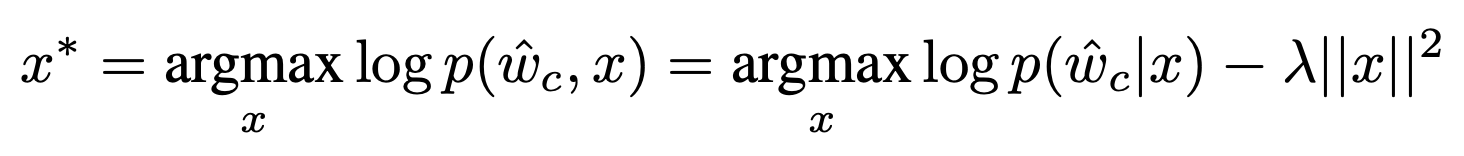 x* = argmax log p(ŵ_c, x) = argmax log p(ŵ_c|x) − λ||x||²
x x